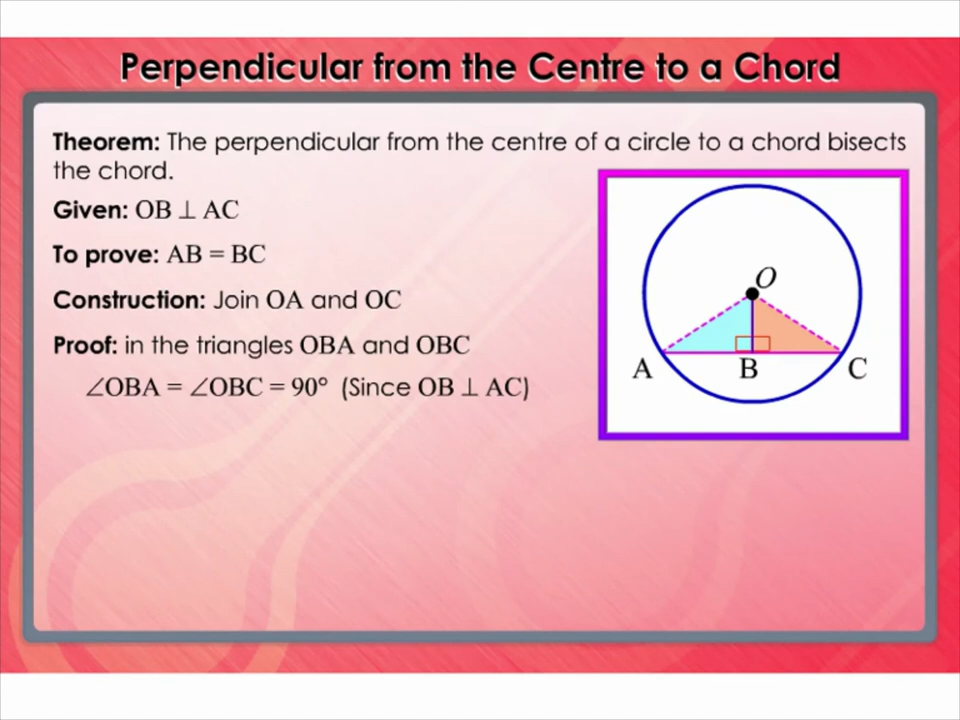 Perpendicular from the Centre to a Chord
Theorem: The perpendicular from the centre of a circle to a chord bisects
the chord.
Given: OB ⊥ AC
To prove: AB = BC
Construction: Join OA and OC
Proof: in the triangles OBA and OBC
∠OBA = ∠OBC = 90° (Since OB ⊥ AC)
O
A B C